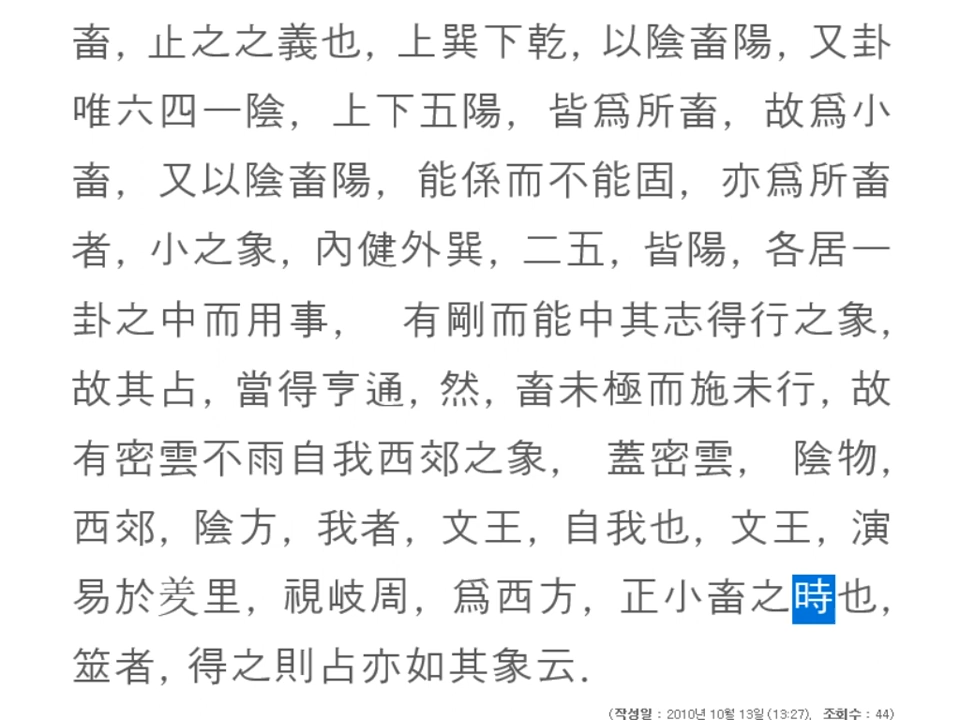 畜, 止之之義也, 上巽下乾, 以陰畜陽, 又卦
唯六四一陰, 上下五陽, 皆爲所畜, 故爲小
畜, 又以陰畜陽, 能係而不能固, 亦爲所畜
者, 小之象, 內健外巽, 二五, 皆陽, 各居一
卦之中而用事, 有剛而能中其志得行之象,
故其占, 當得亨通, 然, 畜未極而施未行, 故
有密雲不雨自我西郊之象, 蓋密雲, 陰物,
西郊, 陰方, 我者, 文王, 自我也, 文王, 演
易於羑里, 視岐周, 爲西方, 正小畜之時也,
筮者, 得之則占亦如其象云.
(작성일 : 2010년 10월 13일(13:27), 조회수 : 44)